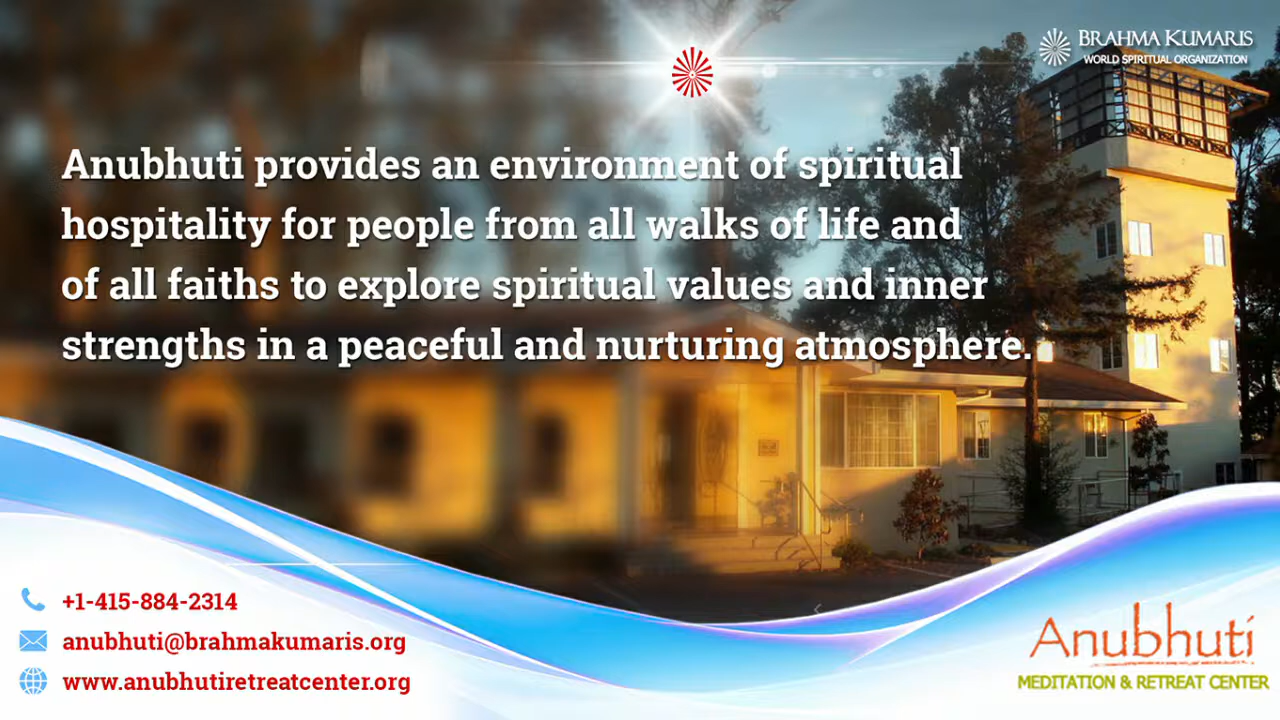 BRAHMA KUMARIS
WORLD SPIRITUAL ORGANIZATION
Anubhuti provides an environment of spiritual
hospitality for people from all walks of life and
of all faiths to explore spiritual values and inner
strengths in a peaceful and nurturing atmosphere.
+1-415-884-2314
anubhuti@brahmakumaris.org
www.anubhutiretreatcenter.org
Anubhuti
MEDITATION & RETREAT CENTER